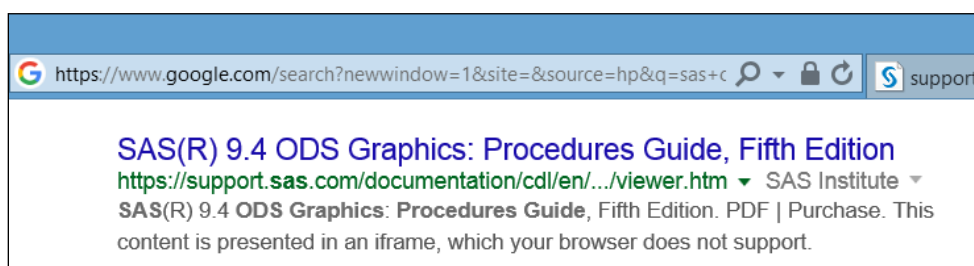 https://www.google.com/search?newwindow=1&site=&source=hp&q=sas+c
support
SAS(R) 9.4 ODS Graphics: Procedures Guide, Fifth Edition
https://support.sas.com/documentation/cdl/en/.../viewer.htm SAS Institute
SAS(R) 9.4 ODS Graphics: Procedures Guide, Fifth Edition. PDF | Purchase. This
content is presented in an iframe, which your browser does not support.